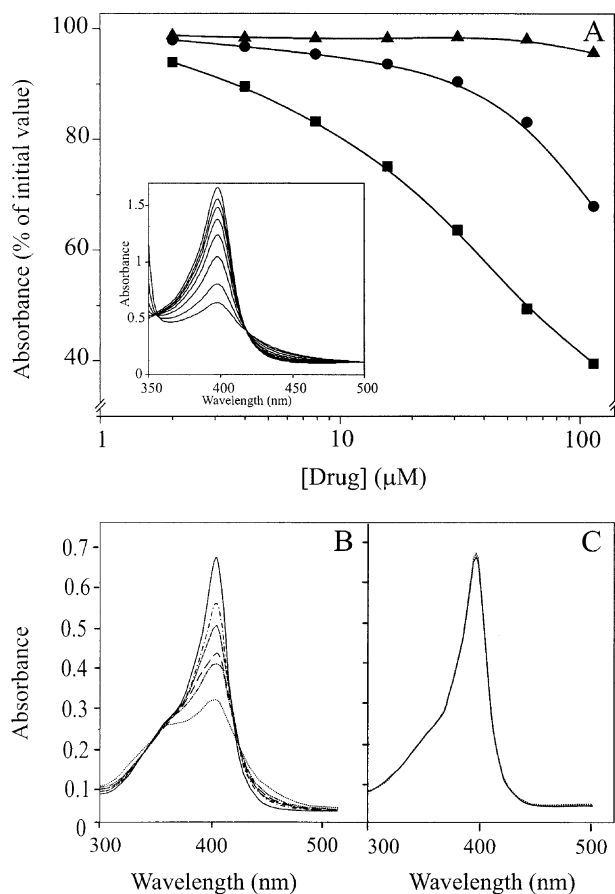 A
Absorbance (% of initial value)
100
80
60
40
Absorbance
1.5
1
0.5
0
350 400 450 500
Wavelength (nm)
1 10 100
[Drug] (μM)
B
C
Absorbance
0.7
0.6
0.5
0.4
0.3
0.2
0.1
0
300 400 500
300 400 500
Wavelength (nm)
Wavelength (nm)